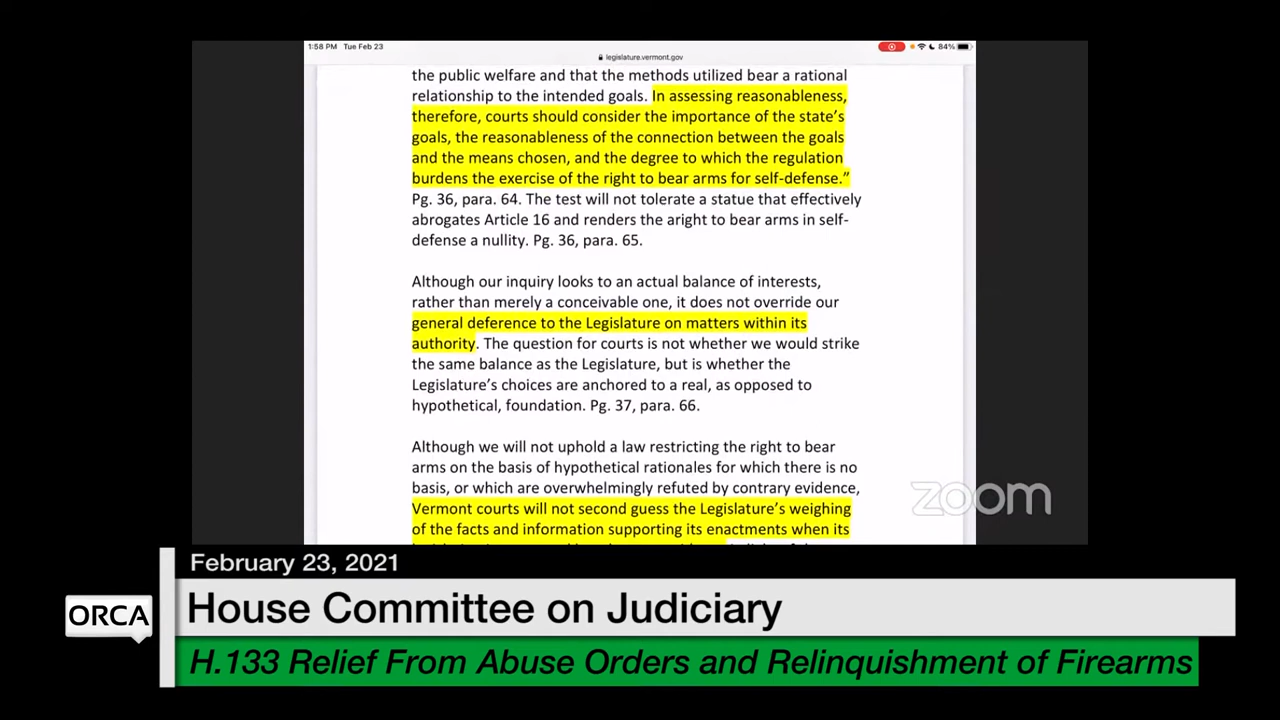 1:58 PM Tue Feb 23
84%
legislature.vermont.gov
the public welfare and that the methods utilized bear a rational
relationship to the intended goals. In assessing reasonableness,
therefore, courts should consider the importance of the state's
goals, the reasonableness of the connection between the goals
and the means chosen, and the degree to which the regulation
burdens the exercise of the right to bear arms for self-defense.”
Pg. 36, para. 64. The test will not tolerate a statue that effectively
abrogates Article 16 and renders the aright to bear arms in self-
defense a nullity. Pg. 36, para. 65.
Although our inquiry looks to an actual balance of interests,
rather than merely a conceivable one, it does not override our
general deference to the Legislature on matters within its
authority. The question for courts is not whether we would strike
the same balance as the Legislature, but is whether the
Legislature's choices are anchored to a real, as opposed to
hypothetical, foundation. Pg. 37, para. 66.
Although we will not uphold a law restricting the right to bear
arms on the basis of hypothetical rationales for which there is no
basis, or which are overwhelmingly refuted by contrary evidence,
Vermont courts will not second guess the Legislature's weighing
of the facts and information supporting its enactments when its
zoom
February 23, 2021
ORCA
House Committee on Judiciary
H.133 Relief From Abuse Orders and Relinquishment of Firearms